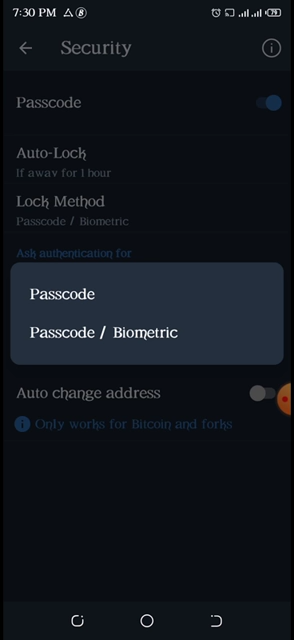 7:30 PM
79
Security
Passcode
Auto-Lock
If away for 1 hour
Lock Method
Passcode / Biometric
Ask authentication for
Passcode
Passcode / Biometric
Auto change address
Only works for Bitcoin and forks